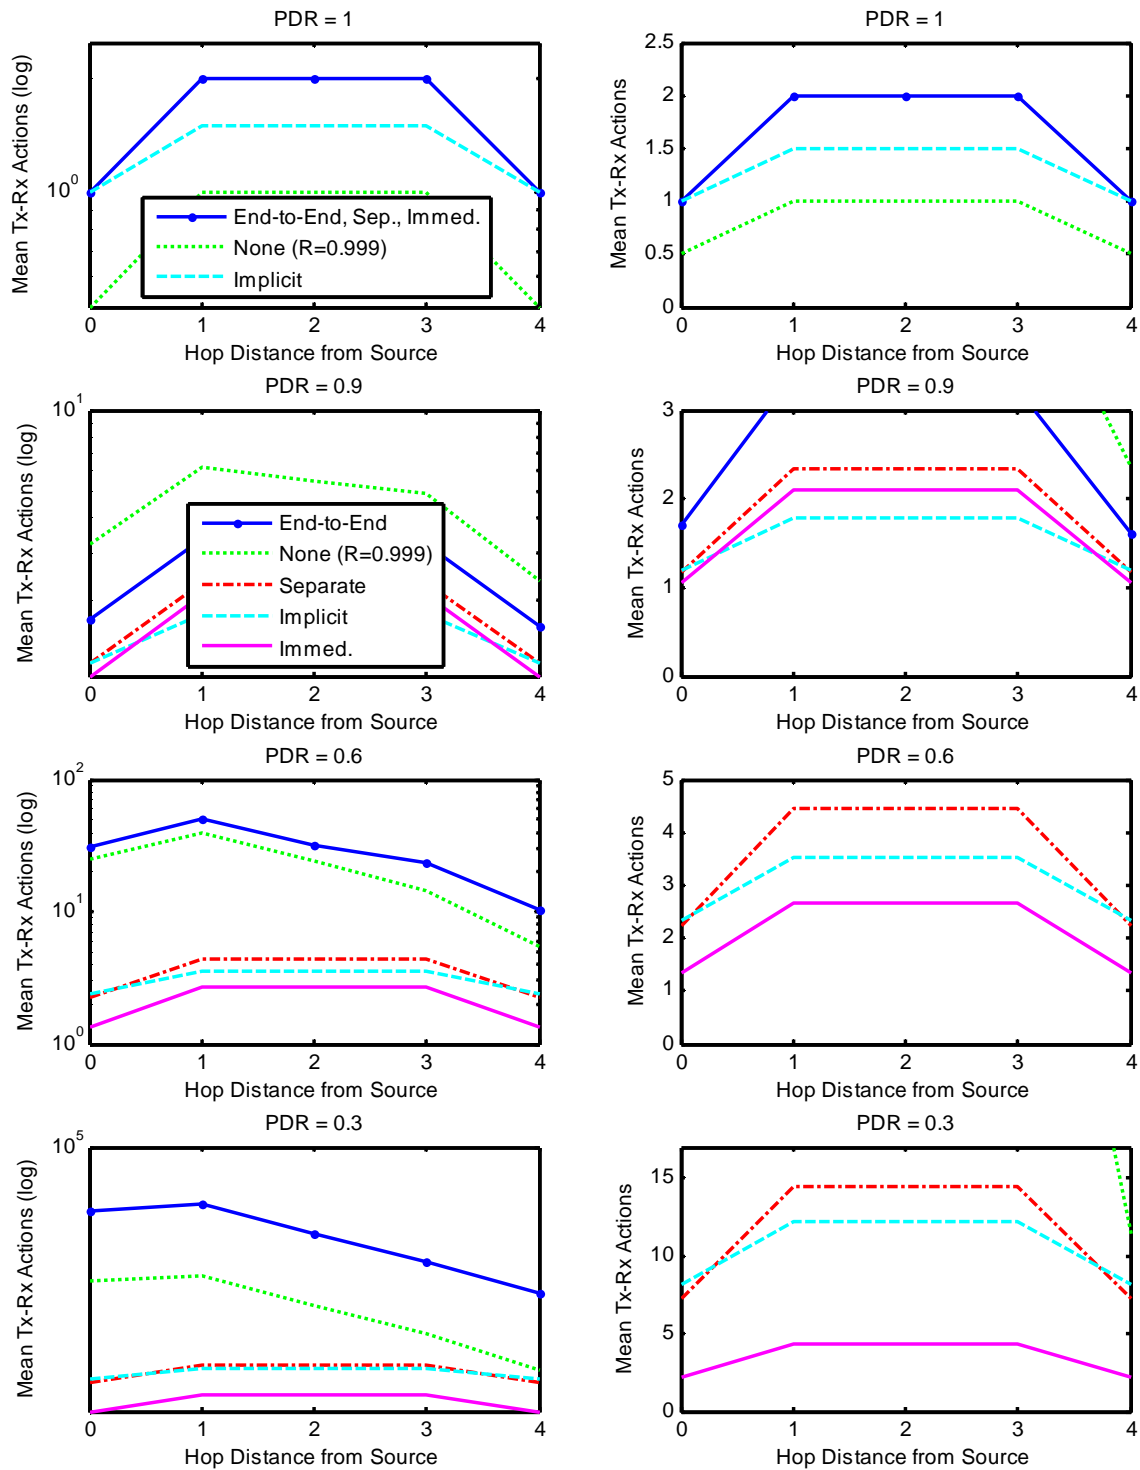 PDR = 1
Mean Tx-Rx Actions (log)
10^0
End-to-End, Sep., Immed.
None (R=0.999)
Implicit
0 1 2 3 4
Hop Distance from Source
PDR = 1
Mean Tx-Rx Actions
2.5
2
1.5
1
0.5
0
0 1 2 3 4
Hop Distance from Source
PDR = 0.9
Mean Tx-Rx Actions (log)
10^1
End-to-End
None (R=0.999)
Separate
Implicit
Immed.
0 1 2 3 4
Hop Distance from Source
PDR = 0.9
Mean Tx-Rx Actions
3
2
1
0
0 1 2 3 4
Hop Distance from Source
PDR = 0.6
Mean Tx-Rx Actions (log)
10^2
10^1
10^0
0 1 2 3 4
Hop Distance from Source
PDR = 0.6
Mean Tx-Rx Actions
5
4
3
2
1
0
0 1 2 3 4
Hop Distance from Source
PDR = 0.3
Mean Tx-Rx Actions (log)
10^5
0 1 2 3 4
Hop Distance from Source
PDR = 0.3
Mean Tx-Rx Actions
15
10
5
0
0 1 2 3 4
Hop Distance from Source